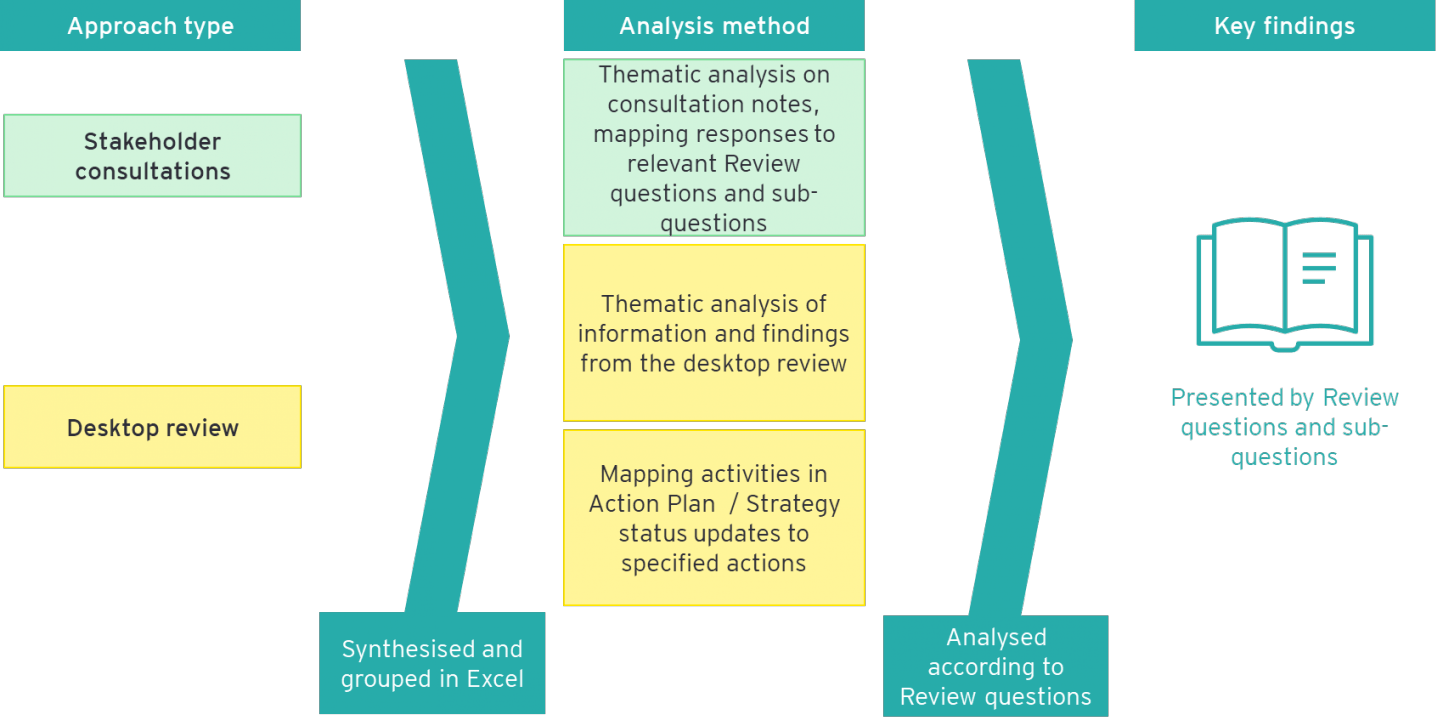 Approach type
Analysis method
Key findings
Stakeholder
consultations
Desktop review
Synthesised and
grouped in Excel
Thematic analysis on
consultation notes,
mapping responses to
relevant Review
questions and sub-
questions
Thematic analysis of
information and findings
from the desktop review
Mapping activities in
Action Plan / Strategy
status updates to
specified actions
Analysed
according to
Review questions
Presented by Review
questions and sub-
questions